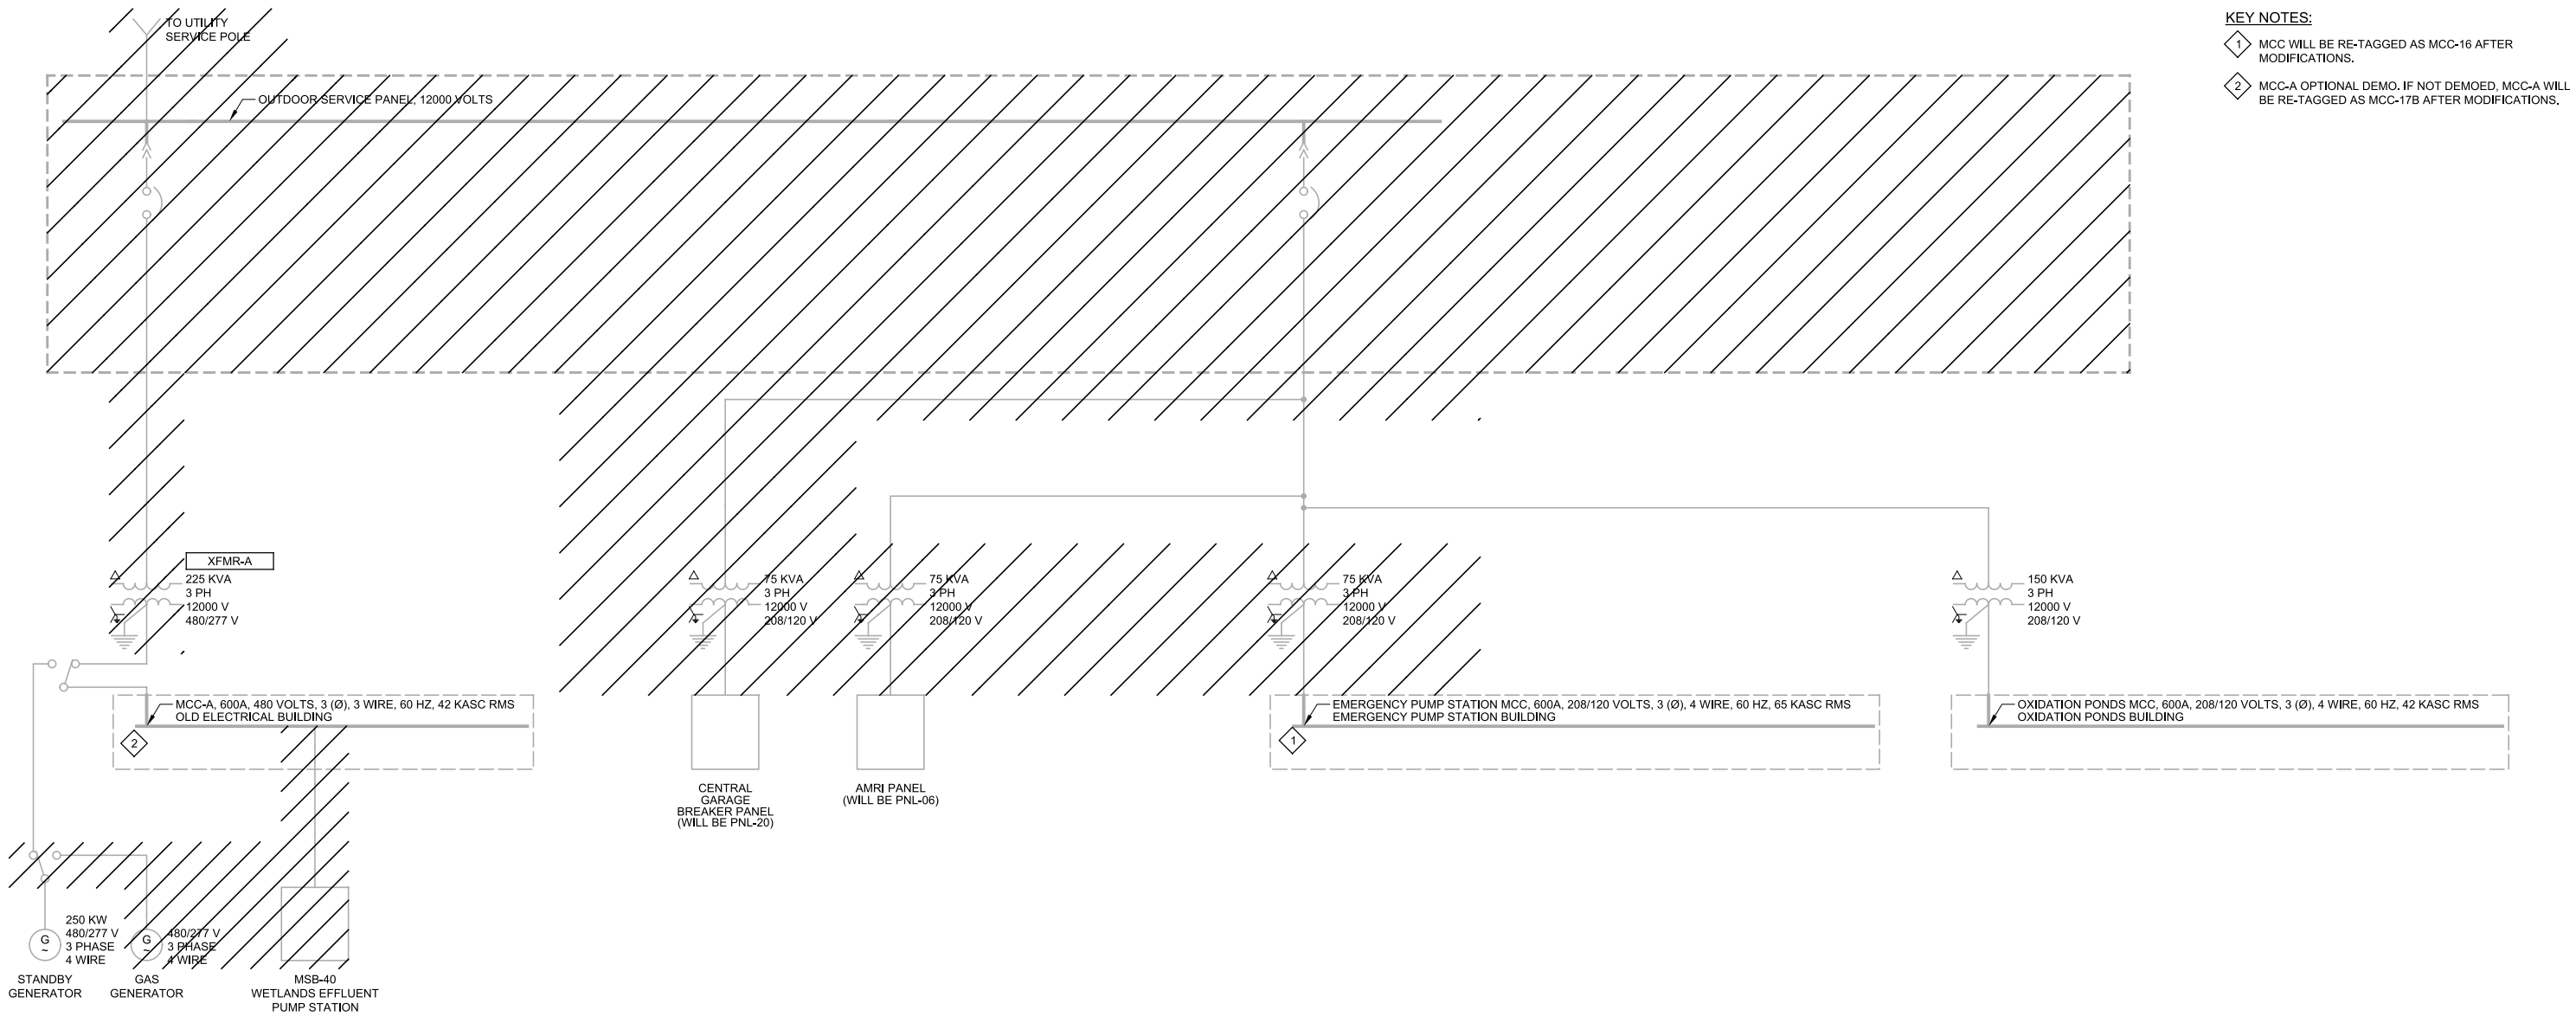 TO UTILITY
SERVICE POLE
KEY NOTES:
1 MCC WILL BE RE-TAGGED AS MCC-16 AFTER
MODIFICATIONS.
2 MCC-A OPTIONAL DEMO. IF NOT DEMOED, MCC-A WILL
BE RE-TAGGED AS MCC-17B AFTER MODIFICATIONS.
OUTDOOR SERVICE PANEL, 12000 VOLTS
XFMR-A
225 KVA
3 PH
12000 V
480/277 V
75 KVA
3 PH
12000 V
208/120 V
75 KVA
3 PH
12000 V
208/120 V
75 KVA
3 PH
12000 V
208/120 V
150 KVA
3 PH
12000 V
208/120 V
MCC-A, 600A, 480 VOLTS, 3 (Ø), 3 WIRE, 60 HZ, 42 KASC RMS
OLD ELECTRICAL BUILDING
2
EMERGENCY PUMP STATION MCC, 600A, 208/120 VOLTS, 3 (Ø), 4 WIRE, 60 HZ, 65 KASC RMS
EMERGENCY PUMP STATION BUILDING
1
OXIDATION PONDS MCC, 600A, 208/120 VOLTS, 3 (Ø), 4 WIRE, 60 HZ, 42 KASC RMS
OXIDATION PONDS BUILDING
CENTRAL
GARAGE
BREAKER PANEL
(WILL BE PNL-20)
AMRI PANEL
(WILL BE PNL-06)
G
~
250 KW
480/277 V
3 PHASE
4 WIRE
STANDBY
GENERATOR
G
~
480/277 V
3 PHASE
4 WIRE
GAS
GENERATOR
MSB-40
WETLANDS EFFLUENT
PUMP STATION